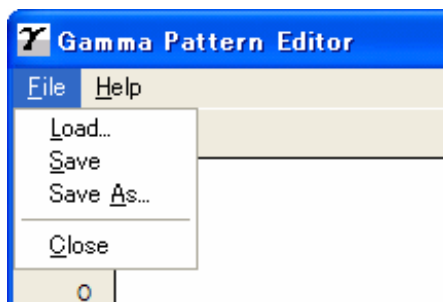 Gamma Pattern Editor
File Help
Load...
Save
Save As...
Close
0